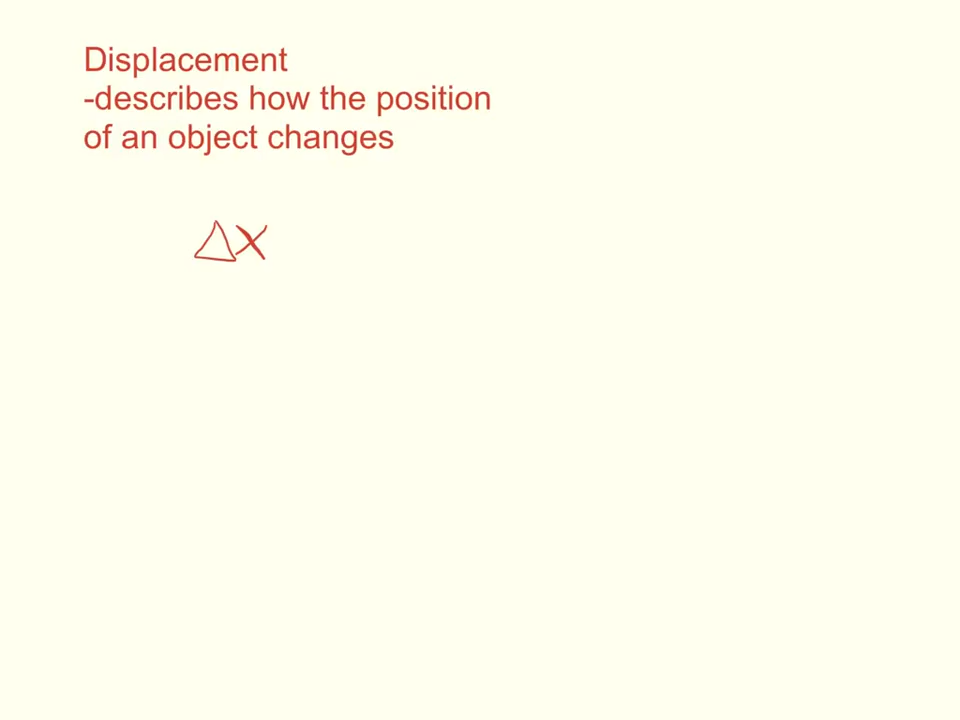 Displacement
-describes how the position
of an object changes
Δx